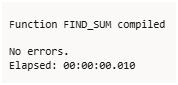 Function FIND_SUM compiled
No errors.
Elapsed: 00:00:00.010